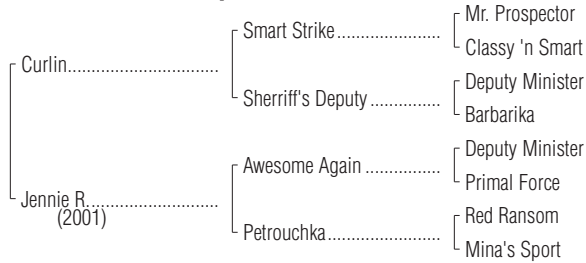 Mr. Prospector
Smart Strike....................
Classy 'n Smart
Curlin..............................
Deputy Minister
Sherriff's Deputy ..............
Barbarika
Deputy Minister
Awesome Again ...............
Primal Force
Jennie R..........................
(2001)
Red Ransom
Petrouchka.......................
Mina's Sport